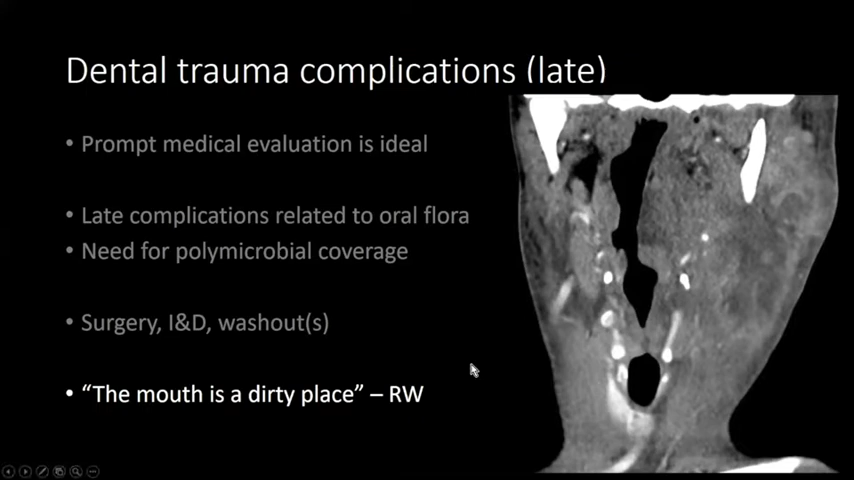 Dental trauma complications (late)
• Prompt medical evaluation is ideal
• Late complications related to oral flora
• Need for polymicrobial coverage
• Surgery, I&D, washout(s)
• “The mouth is a dirty place” – RW